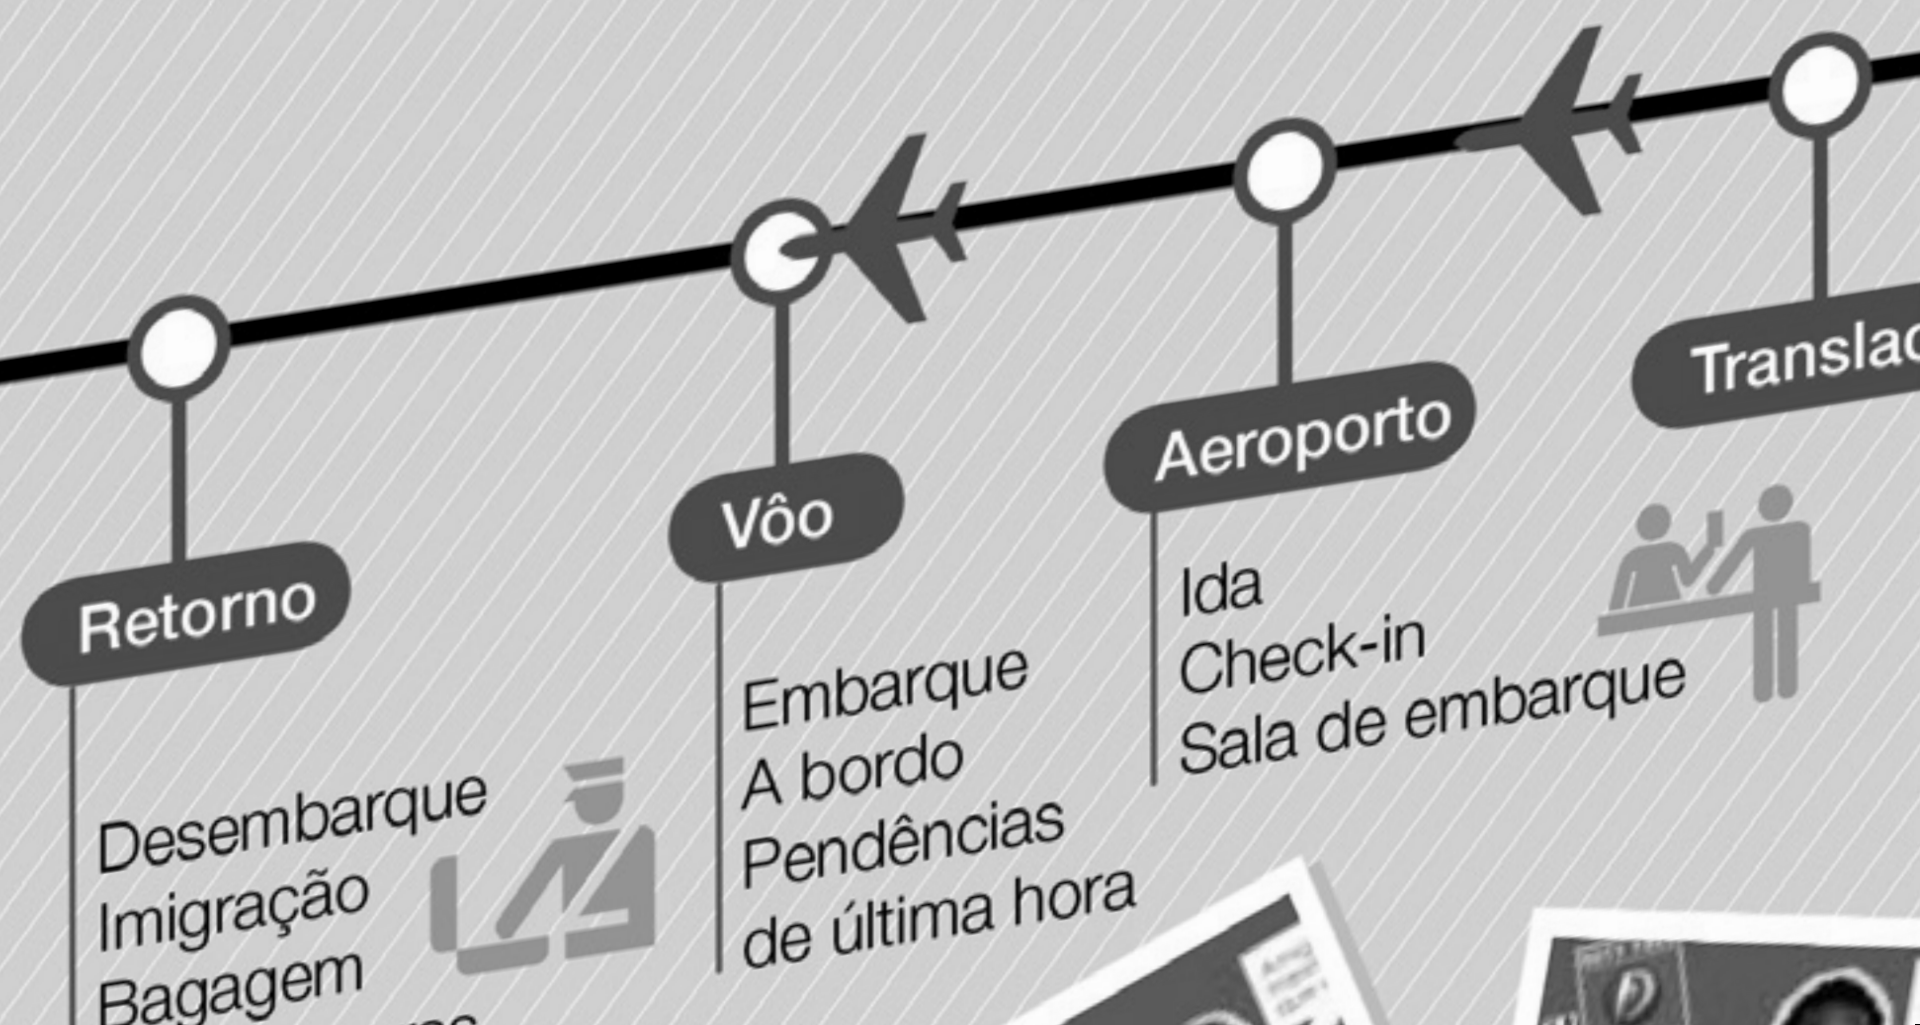 Retorno
Desembarque
Imigração
Bagagem
Vôo
Embarque
A bordo
Pendências
de última hora
Aeroporto
Ida
Check-in
Sala de embarque